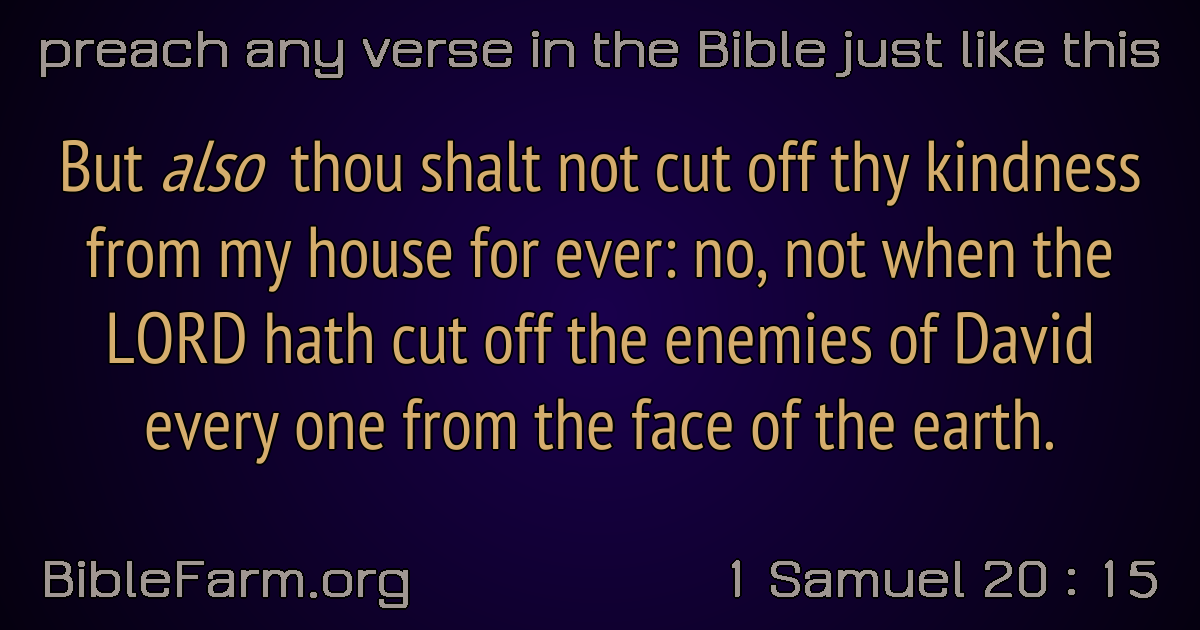 preach any verse in the Bible just like this
But also thou shalt not cut off thy kindness
from my house for ever: no, not when the
LORD hath cut off the enemies of David
every one from the face of the earth.
BibleFarm.org
1 Samuel 20 : 15